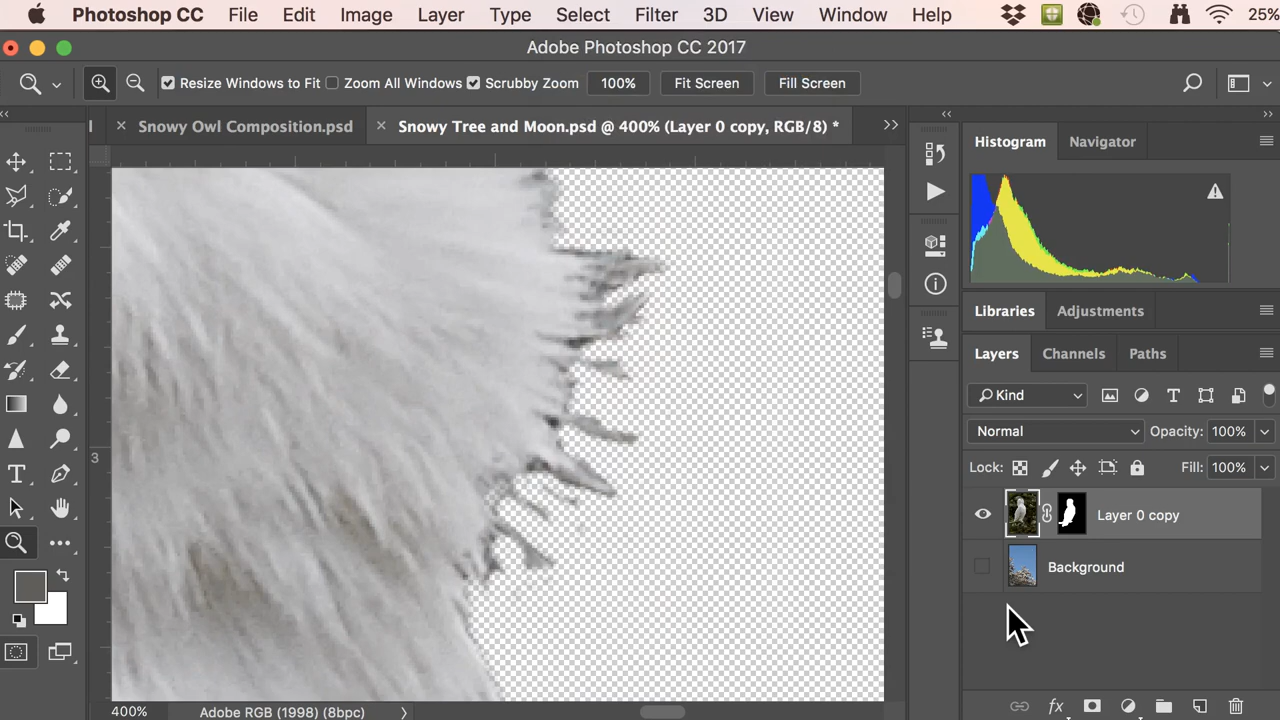 Photoshop CC File Edit Image Layer Type Select Filter 3D View Window Help 25%
Adobe Photoshop CC 2017
Resize Windows to Fit Zoom All Windows Scrubby Zoom 100% Fit Screen Fill Screen
Snowy Owl Composition.psd Snowy Tree and Moon.psd @ 400% (Layer 0 copy, RGB/8) *
Histogram Navigator
Libraries Adjustments
Layers Channels Paths
Kind
Normal Opacity: 100%
3
Lock: Fill: 100%
Layer 0 copy
Background
400% Adobe RGB (1998) (8bpc)